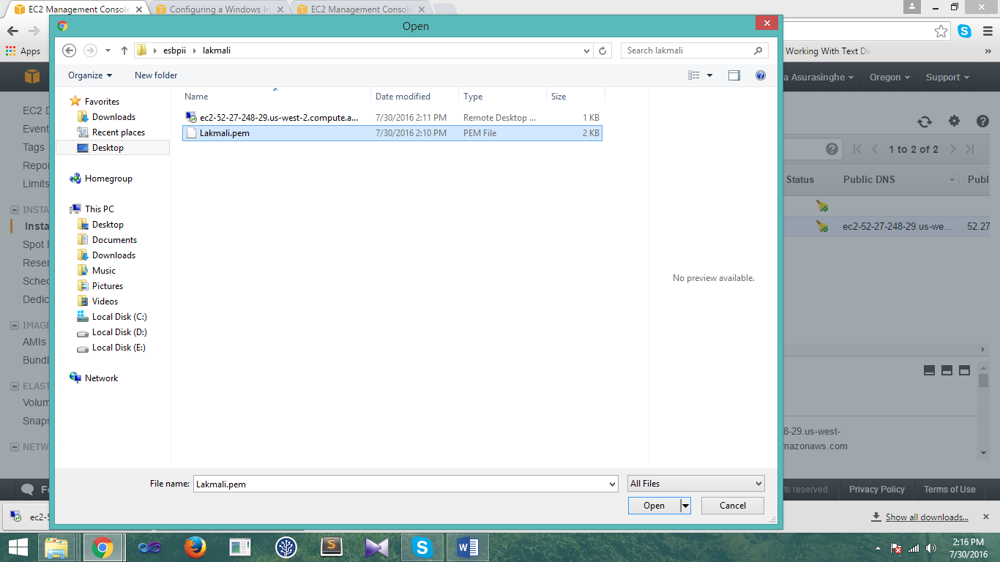 EC2 Management Console
Configuring a Windows In
EC2 Management Console
Open
Apps
esbpii
lakmali
Search lakmali
Working With Text Da
Organize
New folder
Asurasinghe
Oregon
Support
Favorites
Downloads
Recent places
Desktop
Homegroup
This PC
Desktop
Documents
Downloads
Music
Pictures
Videos
Local Disk (C:)
Local Disk (D:)
Local Disk (E:)
Network
Name
Date modified
Type
Size
ec2-52-27-248-29.us-west-2.compute.a...
7/30/2016 2:11 PM
Remote Desktop ...
1 KB
Lakmali.pem
7/30/2016 2:10 PM
PEM File
2 KB
No preview available.
EC2 D
Event
Tags
Repor
Limits
INSTA
Insta
Spot R
Reser
Sched
Dedic
IMAGE
AMIs
Bundl
ELAST
Volum
Snaps
NETW
1 to 2 of 2
Status
Public DNS
Publ
ec2-52-27-248-29.us-we...
52.27
8-29.us-west-
mazonaws.com
File name:
Lakmali.pem
All Files
Open
Cancel
Fe
ts reserved.
Privacy Policy
Terms of Use
ec2-5
Show all downloads...
2:16 PM
7/30/2016